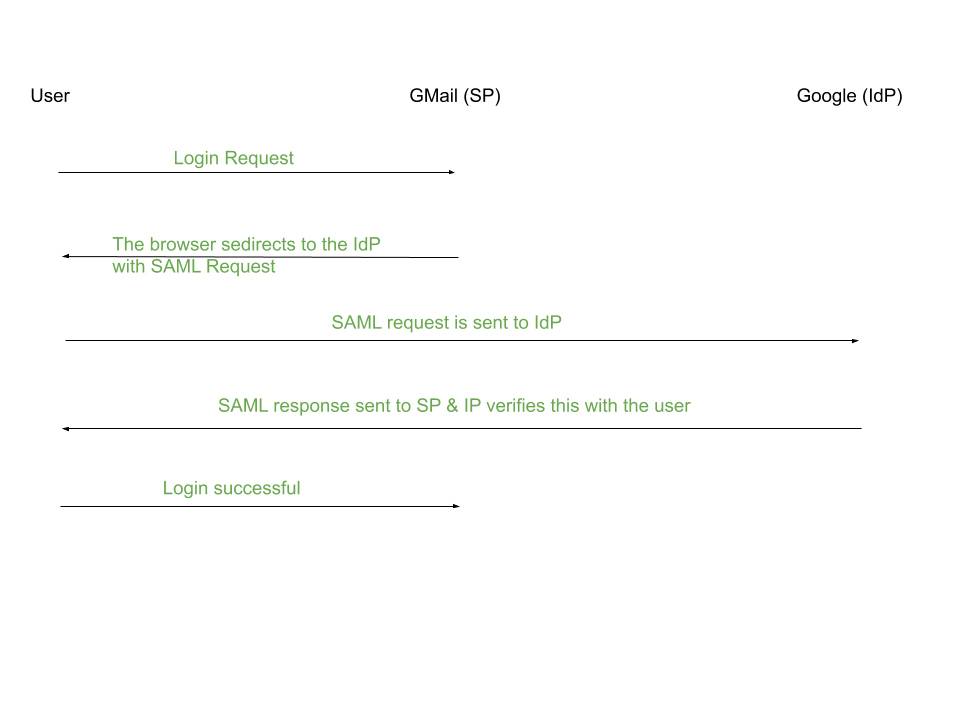 User
GMail (SP)
Google (IdP)
Login Request
The browser sedirects to the IdP
with SAML Request
SAML request is sent to IdP
SAML response sent to SP & IP verifies this with the user
Login successful